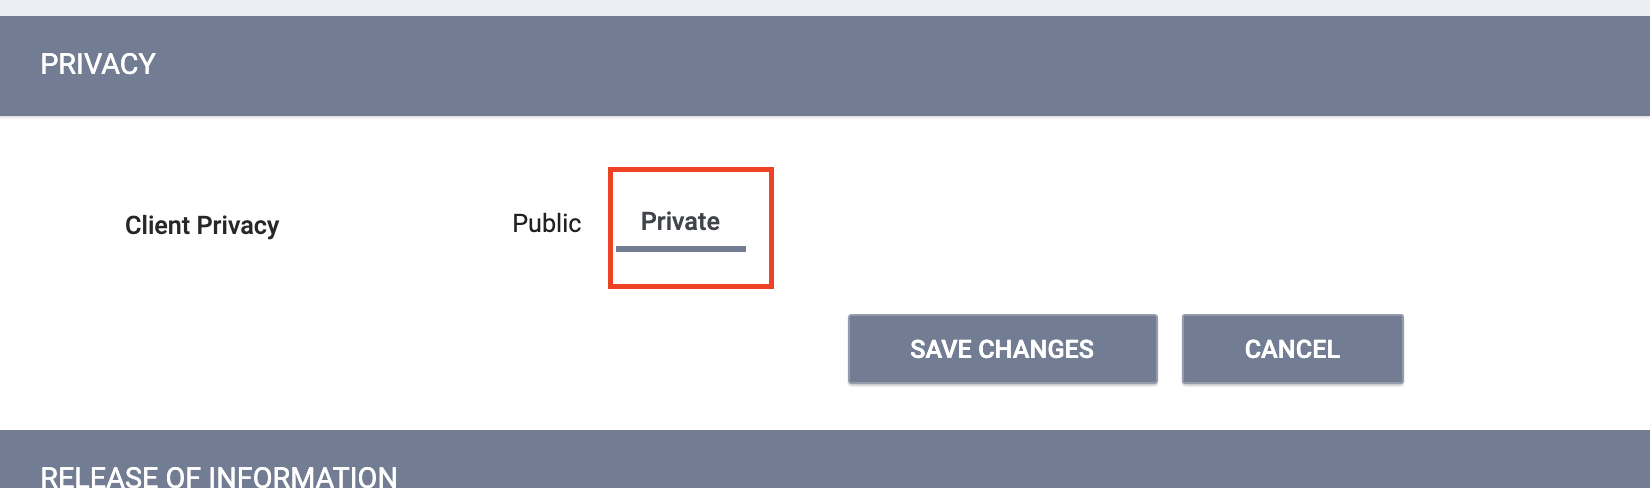 PRIVACY
Client Privacy Public Private
SAVE CHANGES CANCEL
RELEASE OF INFORMATION